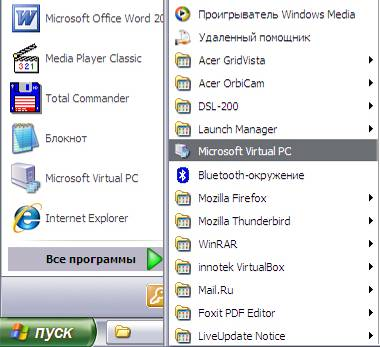 Microsoft Office Word 20
Media Player Classic
321
Total Commander
Блокнот
Microsoft Virtual PC
Internet Explorer
Все программы
пуск
Проигрыватель Windows Media
Удаленный помощник
Acer GridVista
Acer OrbiCam
DSL-200
Launch Manager
Microsoft Virtual PC
Bluetooth-окружение
Mozilla Firefox
Mozilla Thunderbird
WinRAR
innotek VirtualBox
Mail.Ru
Foxit PDF Editor
LiveUpdate Notice